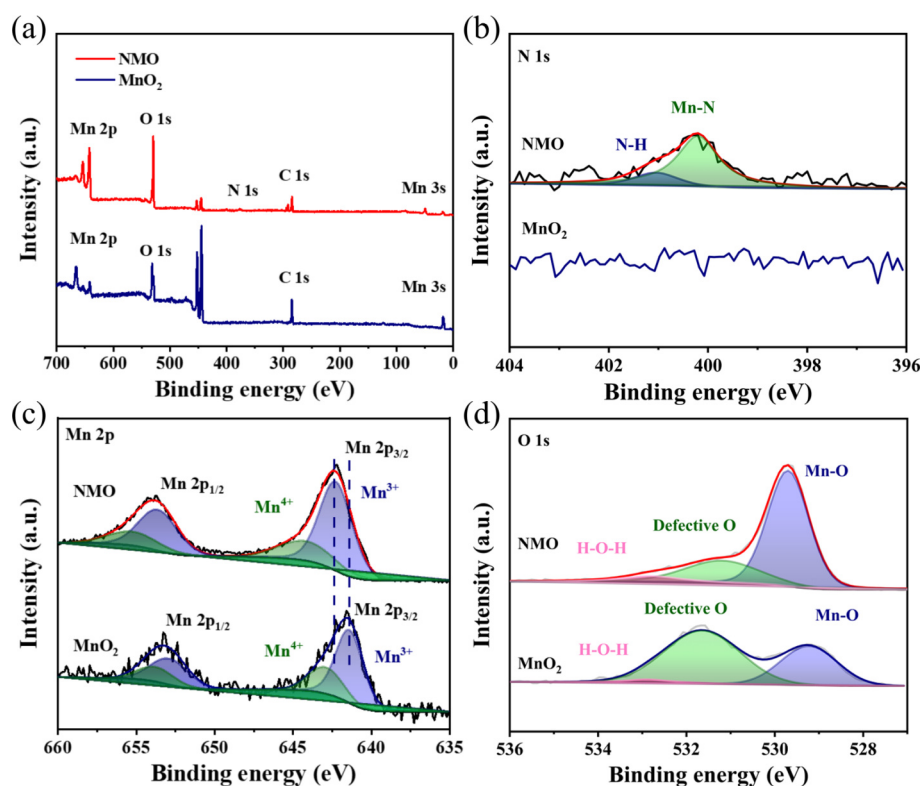 (a)
NMO
MnO2
Mn 2p
O 1s
N 1s
C 1s
Mn 3s
Mn 2p
O 1s
C 1s
Mn 3s
Intensity (a.u.)
700 600 500 400 300 200 100 0
Binding energy (eV)
(b)
N 1s
Mn-N
N-H
NMO
MnO2
Intensity (a.u.)
404 402 400 398 396
Binding energy (eV)
(c)
Mn 2p
Mn 2p3/2
Mn 2p1/2
NMO
Mn4+
Mn3+
Mn 2p3/2
Mn 2p1/2
MnO2
Mn4+
Mn3+
Intensity (a.u.)
660 655 650 645 640 635
Binding energy (eV)
(d)
O 1s
Mn-O
Defective O
NMO
H-O-H
Defective O
Mn-O
H-O-H
MnO2
Intensity (a.u.)
536 534 532 530 528
Binding energy (eV)